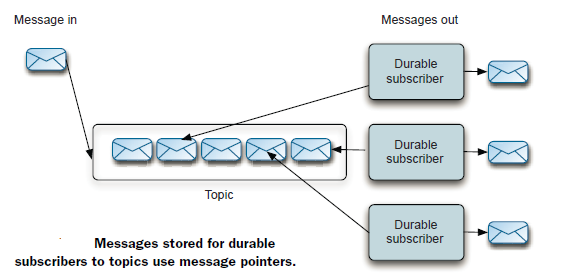 Message in
Messages out
Durable
subscriber
Durable
subscriber
Topic
Durable
subscriber
Messages stored for durable
subscribers to topics use message pointers.